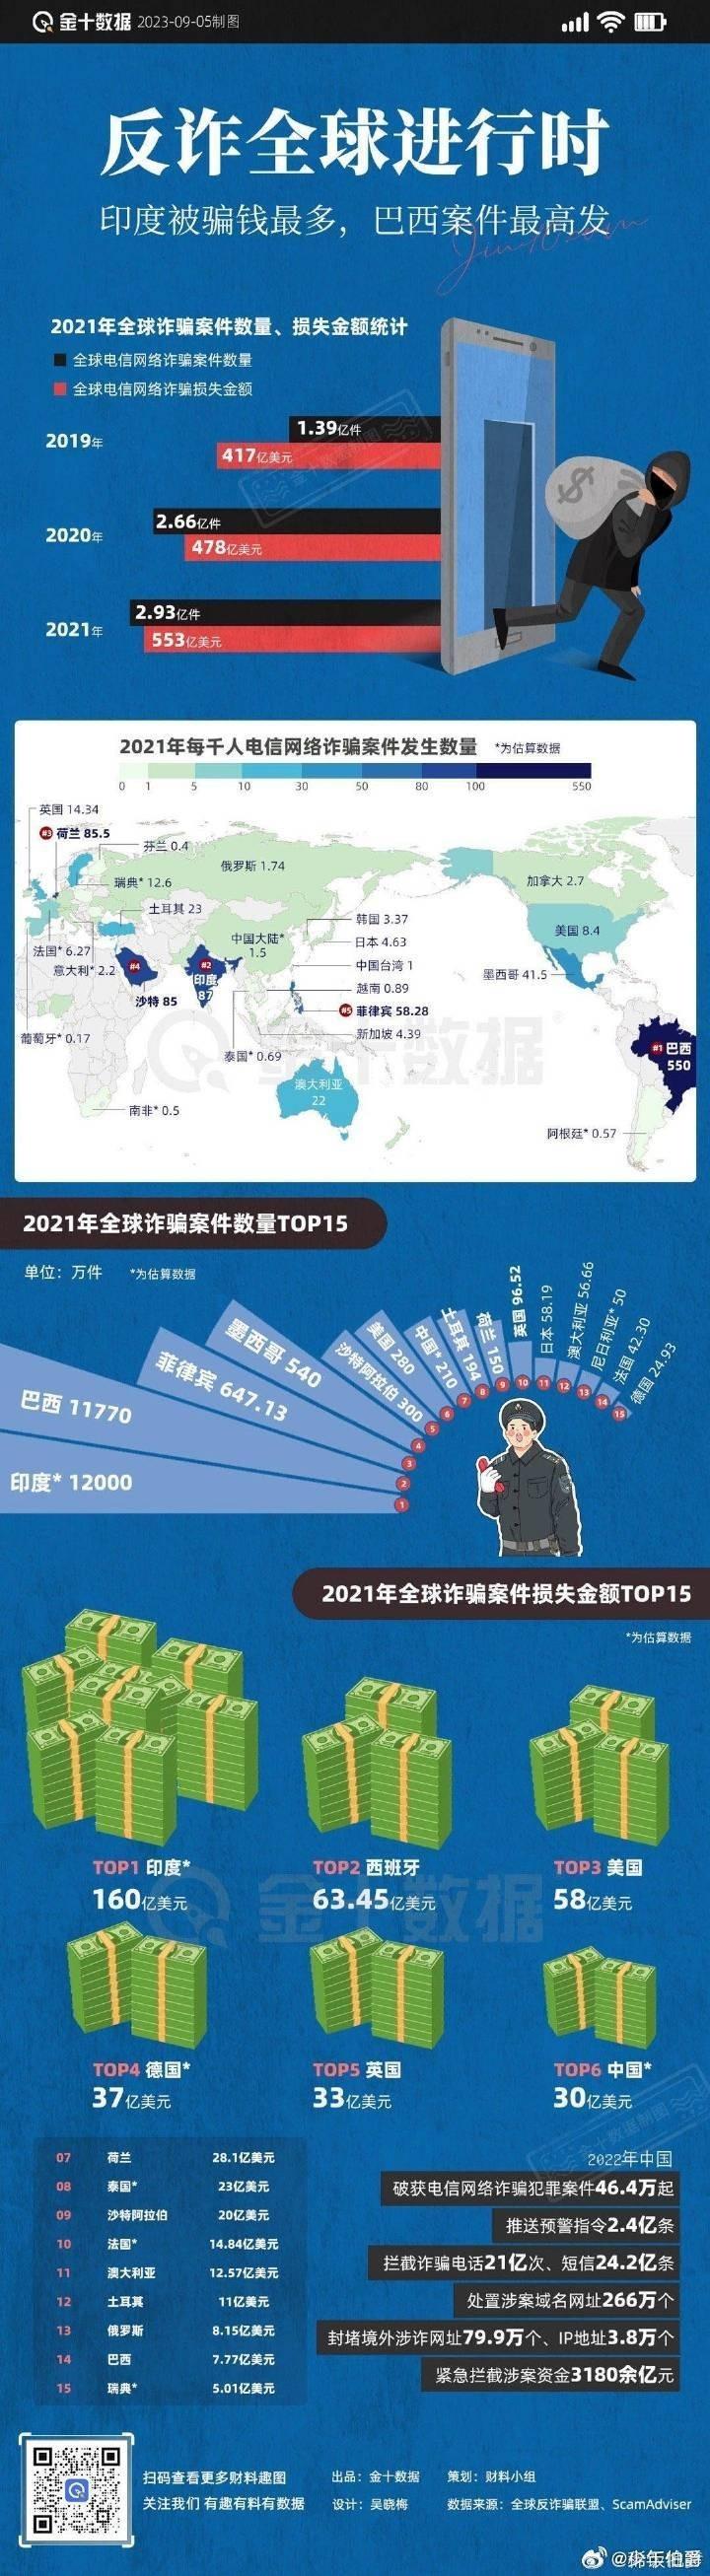 金十数据 2023-09-05制图
反诈全球进行时
印度被骗钱最多，巴西案件最高发
2021年全球诈骗案件数量、损失金额统计
全球电信网络诈骗案件数量
全球电信网络诈骗损失金额
2019年
1.39亿件
417亿美元
2020年
2.66亿件
478亿美元
2021年
2.93亿件
553亿美元
2021年每千人电信网络诈骗案件发生数量 *为估算数据
0 1 5 10 30 50 80 100 550
英国 14.34
#3 荷兰 85.5
芬兰 0.4
俄罗斯 1.74
瑞典* 12.6
加拿大 2.7
土耳其 23
韩国 3.37
美国 8.4
中国大陆*
1.5
日本 4.63
法国* 6.27
意大利* 2.2
#4
沙特 85
#2
印度
87
中国台湾 1
墨西哥 41.5
越南 0.89
#5 菲律宾 58.28
新加坡 4.39
葡萄牙* 0.17
泰国* 0.69
#1 巴西
550
澳大利亚
22
南非* 0.5
阿根廷* 0.57
金十数据
2021年全球诈骗案件数量TOP15
单位：万件 *为估算数据
印度* 12000
巴西 11770
菲律宾 647.13
墨西哥 540
沙特阿拉伯 300
美国 280
中国* 210
土耳其 194
荷兰 150
英国 96.52
日本 58.19
澳大利亚 56.66
尼日利亚* 50
法国 42.30
德国 24.93
1
2
3
4
5
6
7
8
9
10
11
12
13
14
15
2021年全球诈骗案件损失金额TOP15
*为估算数据
TOP1 印度*
160亿美元
TOP2 西班牙
63.45亿美元
TOP3 美国
58亿美元
金十数据
TOP4 德国*
37亿美元
TOP5 英国
33亿美元
TOP6 中国*
30亿美元
07 荷兰 28.1亿美元
08 泰国* 23亿美元
09 沙特阿拉伯 20亿美元
10 法国* 14.84亿美元
11 澳大利亚 12.57亿美元
12 土耳其 11亿美元
13 俄罗斯 8.15亿美元
14 巴西 7.77亿美元
15 瑞典* 5.01亿美元
2022年中国
破获电信网络诈骗犯罪案件46.4万起
推送预警指令2.4亿条
拦截诈骗电话21亿次、短信24.2亿条
处置涉案域名网址266万个
封堵境外涉诈网址79.9万个、IP地址3.8万个
紧急拦截涉案资金3180余亿元
扫码查看更多财料趣图
关注我们 有趣有料有数据
出品：金十数据 策划：财料小组
设计：吴晓梅 数据来源：全球反诈骗联盟、ScamAdviser